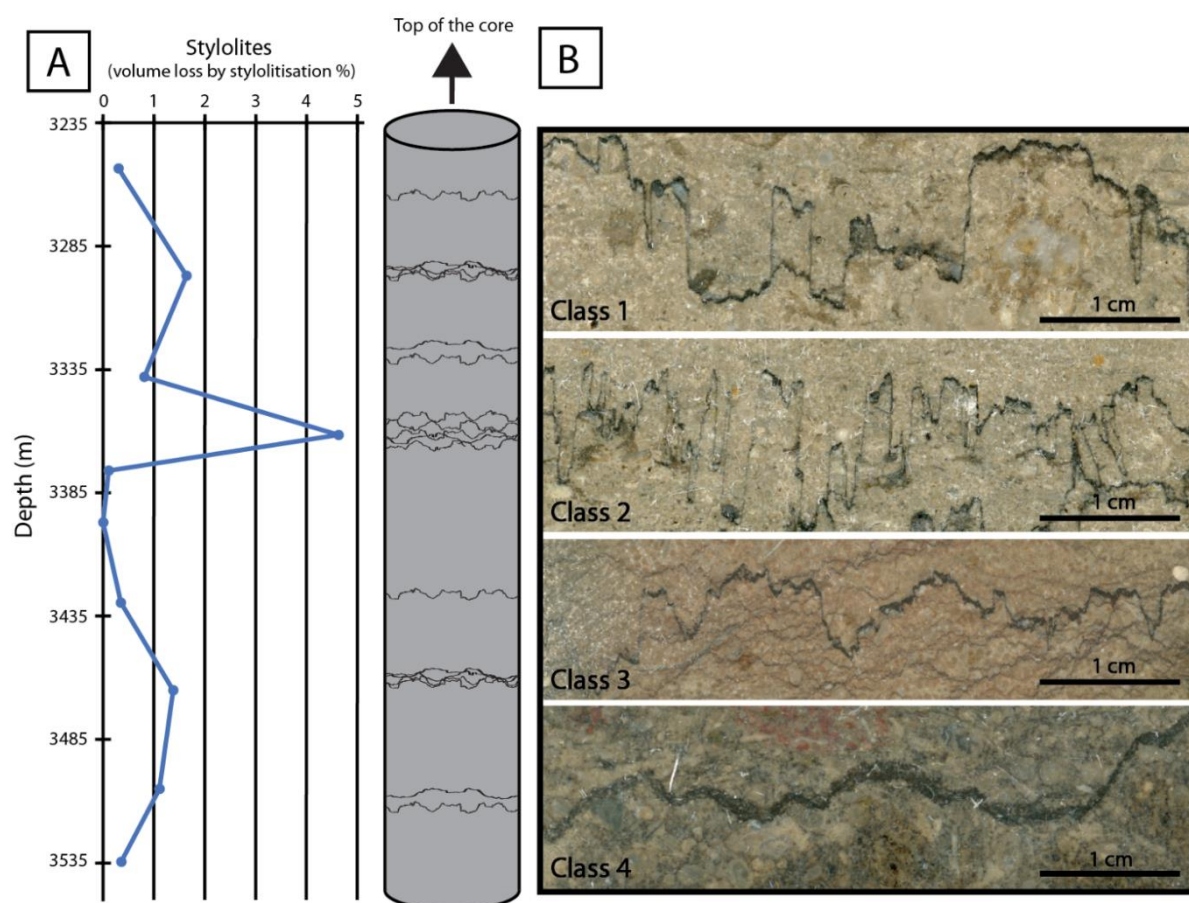 A
Stylolites
(volume loss by stylolitisation %)
0 1 2 3 4 5
3235
3285
3335
3385
3435
3485
3535
Depth (m)
Top of the core
B
Class 1
1 cm
Class 2
1 cm
Class 3
1 cm
Class 4
1 cm